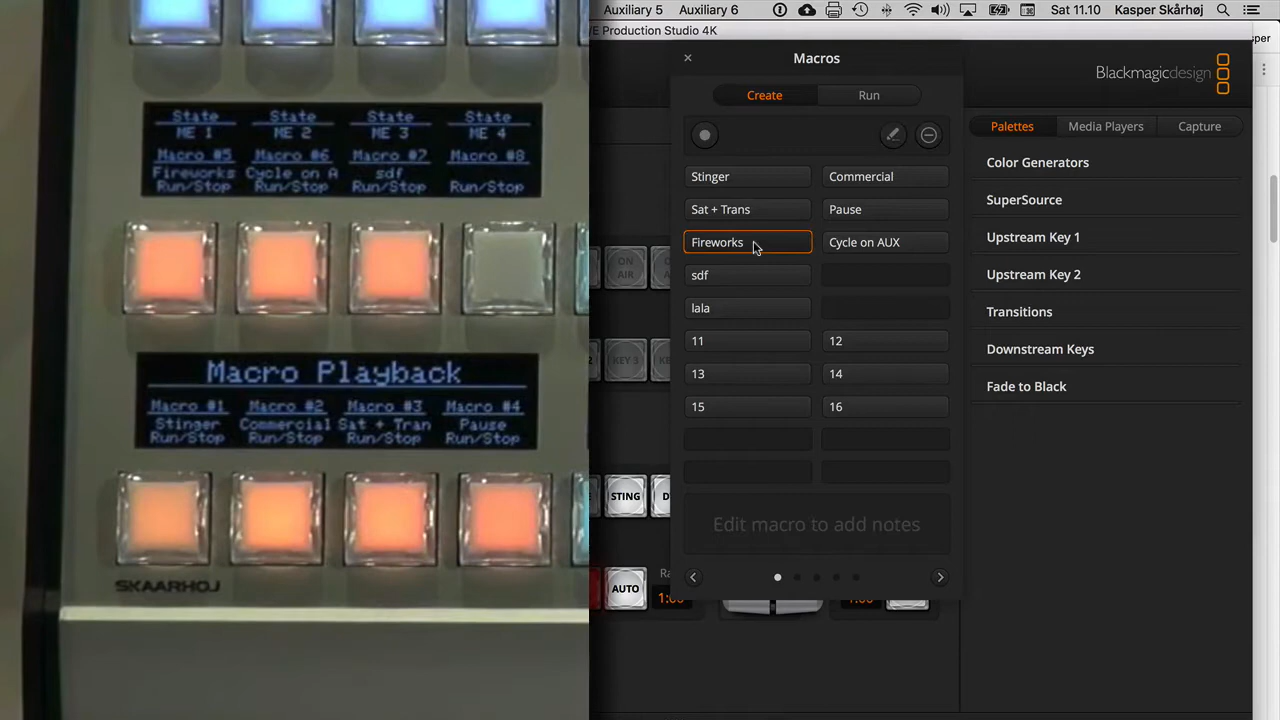 State State State State
ME 1 ME 2 ME 3 ME 4
Macro #5 Macro #6 Macro #7 Macro #8
Fireworks Cycle on A sdf
Run/Stop Run/Stop Run/Stop Run/Stop
Macro Playback
Macro #1 Macro #2 Macro #3 Macro #4
Stinger Commercial Sat + Tran Pause
Run/Stop Run/Stop Run/Stop Run/Stop
SKAARHOJ
Auxiliary 5 Auxiliary 6 Sat 11.10 Kasper Skårhøj
Production Studio 4K
Macros
Blackmagicdesign
Create Run
Palettes Media Players Capture
Color Generators
SuperSource
Upstream Key 1
Upstream Key 2
Transitions
Downstream Keys
Fade to Black
Stinger Commercial
Sat + Trans Pause
Fireworks Cycle on AUX
sdf
lala
11 12
13 14
15 16
Edit macro to add notes
ON
AIR
KEY 3
STING
AUTO